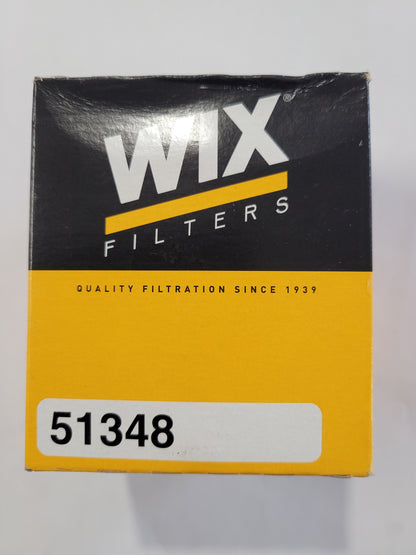 WIX®
FILTERS
QUALITY FILTRATION SINCE 1939
51348